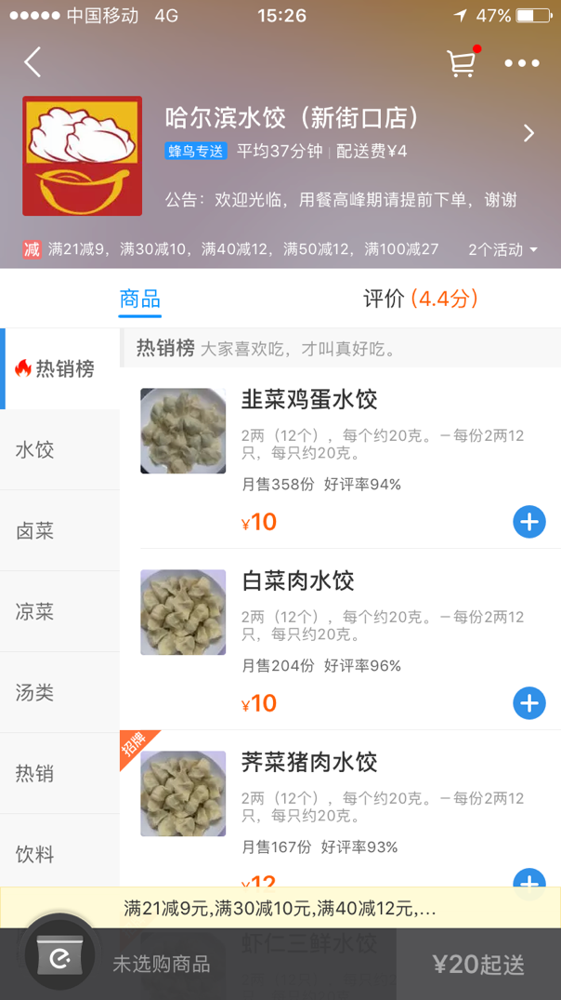 中国移动 4G 15:26 47%
哈尔滨水饺（新街口店）
蜂鸟专送 平均37分钟 配送费¥4
公告：欢迎光临，用餐高峰期请提前下单，谢谢
减 满21减9，满30减10，满40减12，满50减12，满100减27 2个活动
商品 评价 (4.4分)
热销榜 大家喜欢吃，才叫真好吃。
热销榜
水饺
卤菜
凉菜
汤类
热销
饮料
韭菜鸡蛋水饺
2两（12个），每个约20克。－每份2两12
只，每只约20克。
月售358份 好评率94%
¥10
白菜肉水饺
2两（12个），每个约20克。－每份2两12
只，每只约20克。
月售204份 好评率96%
¥10
招牌
荠菜猪肉水饺
2两（12个），每个约20克。－每份2两12
只，每只约20克。
月售167份 好评率93%
¥12
满21减9元,满30减10元,满40减12元,...
虾仁三鲜水饺
未选购商品 ¥20起送